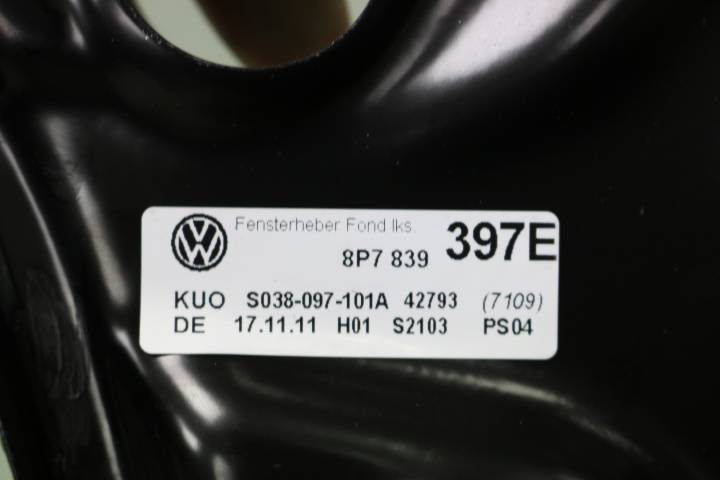 Fensterheber Fond lks.
8P7 839 397E
KUO S038-097-101A 42793 (7109)
DE 17.11.11 H01 S2103 PS04